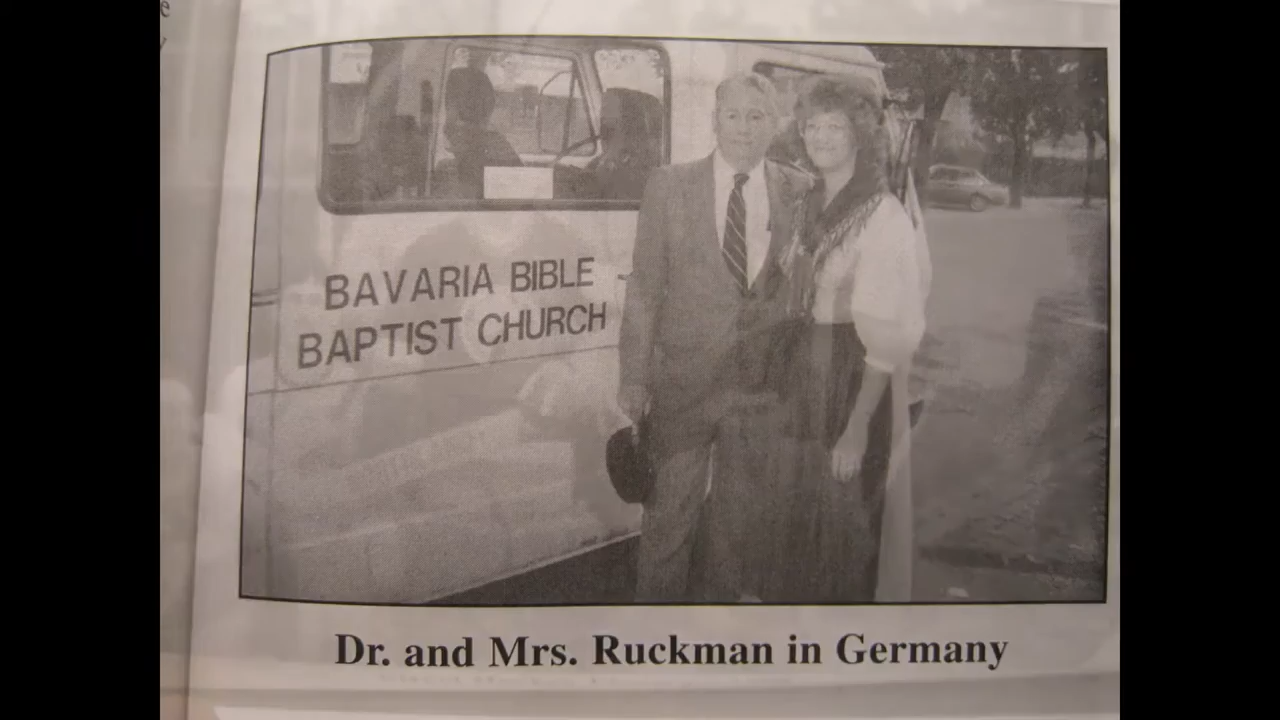 BAVARIA BIBLE
BAPTIST CHURCH
Dr. and Mrs. Ruckman in Germany